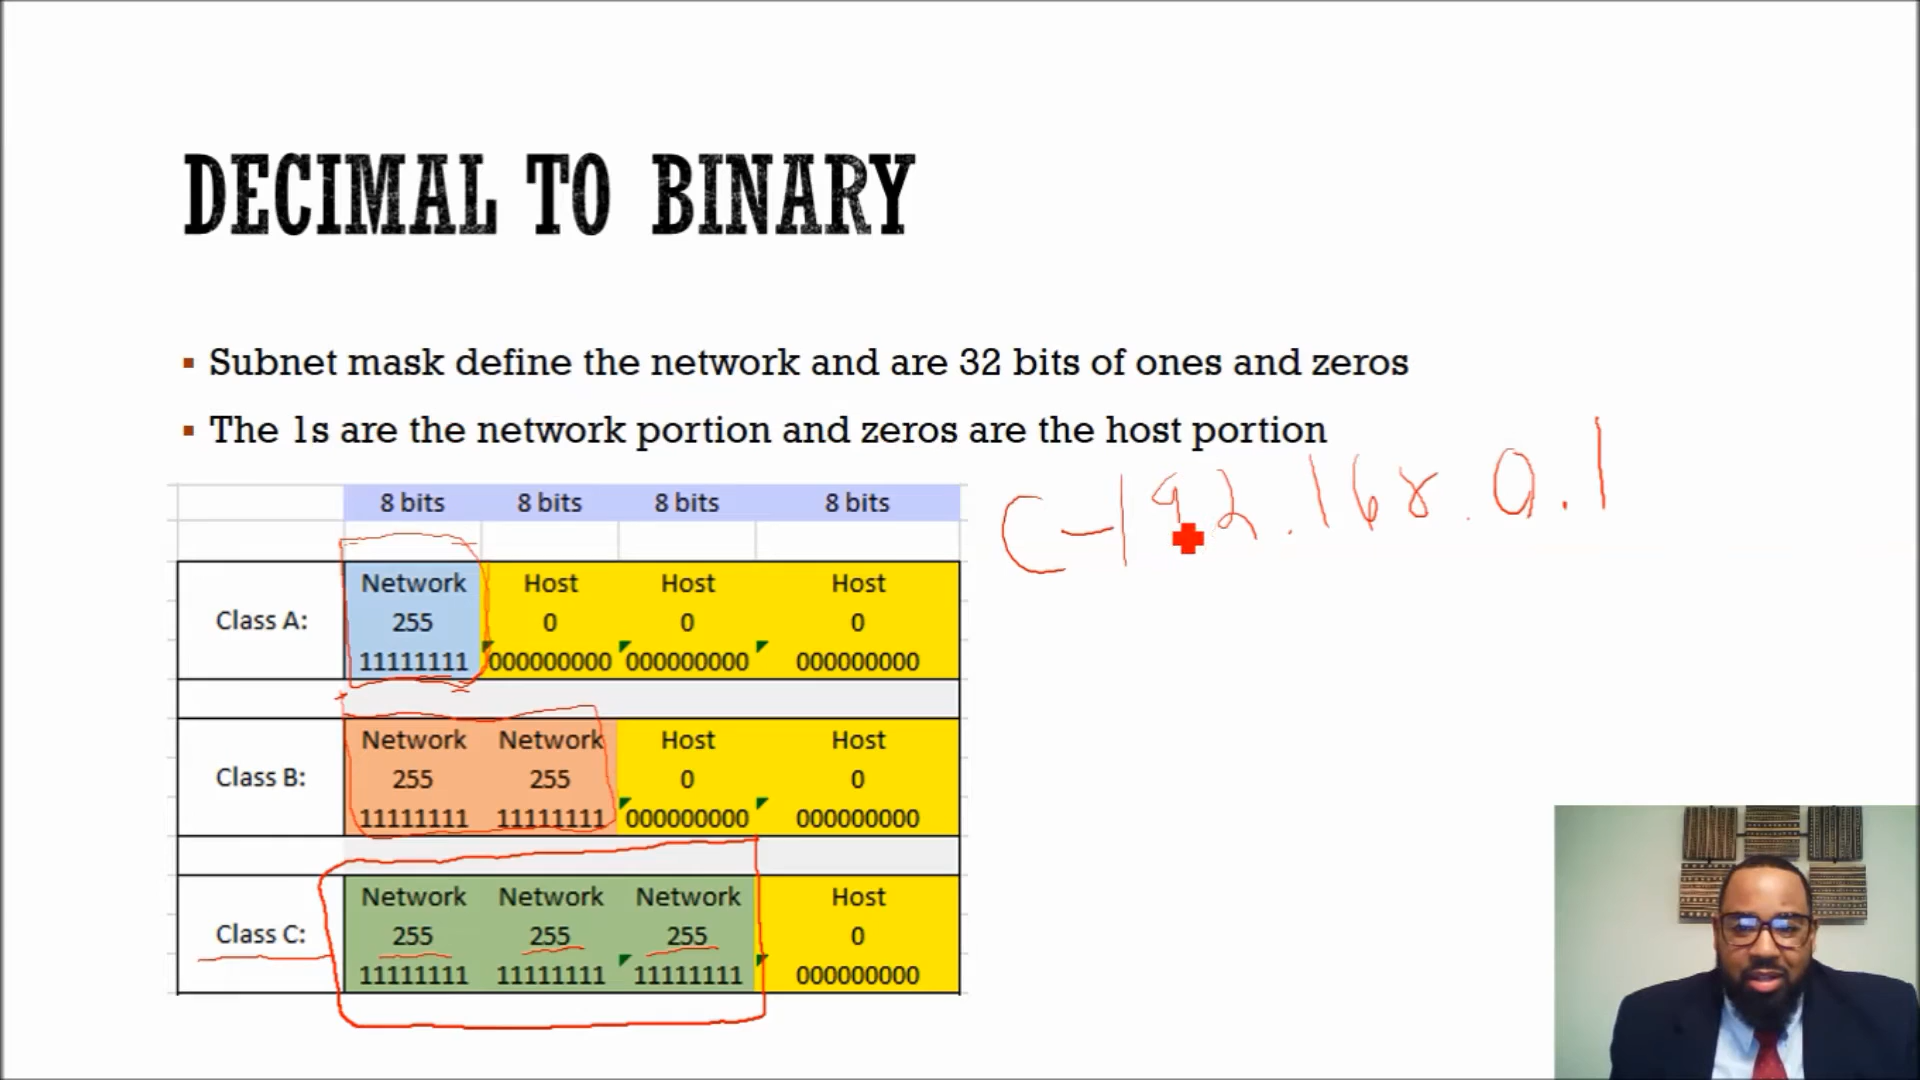 DECIMAL TO BINARY
▪ Subnet mask define the network and are 32 bits of ones and zeros
▪ The 1s are the network portion and zeros are the host portion
C-192.168.0.1
8 bits 8 bits 8 bits 8 bits
Network Host Host Host
Class A: 255 0 0 0
11111111 000000000 000000000 000000000
Network Network Host Host
Class B: 255 255 0 0
11111111 11111111 000000000 000000000
Network Network Network Host
Class C: 255 255 255 0
11111111 11111111 11111111 000000000